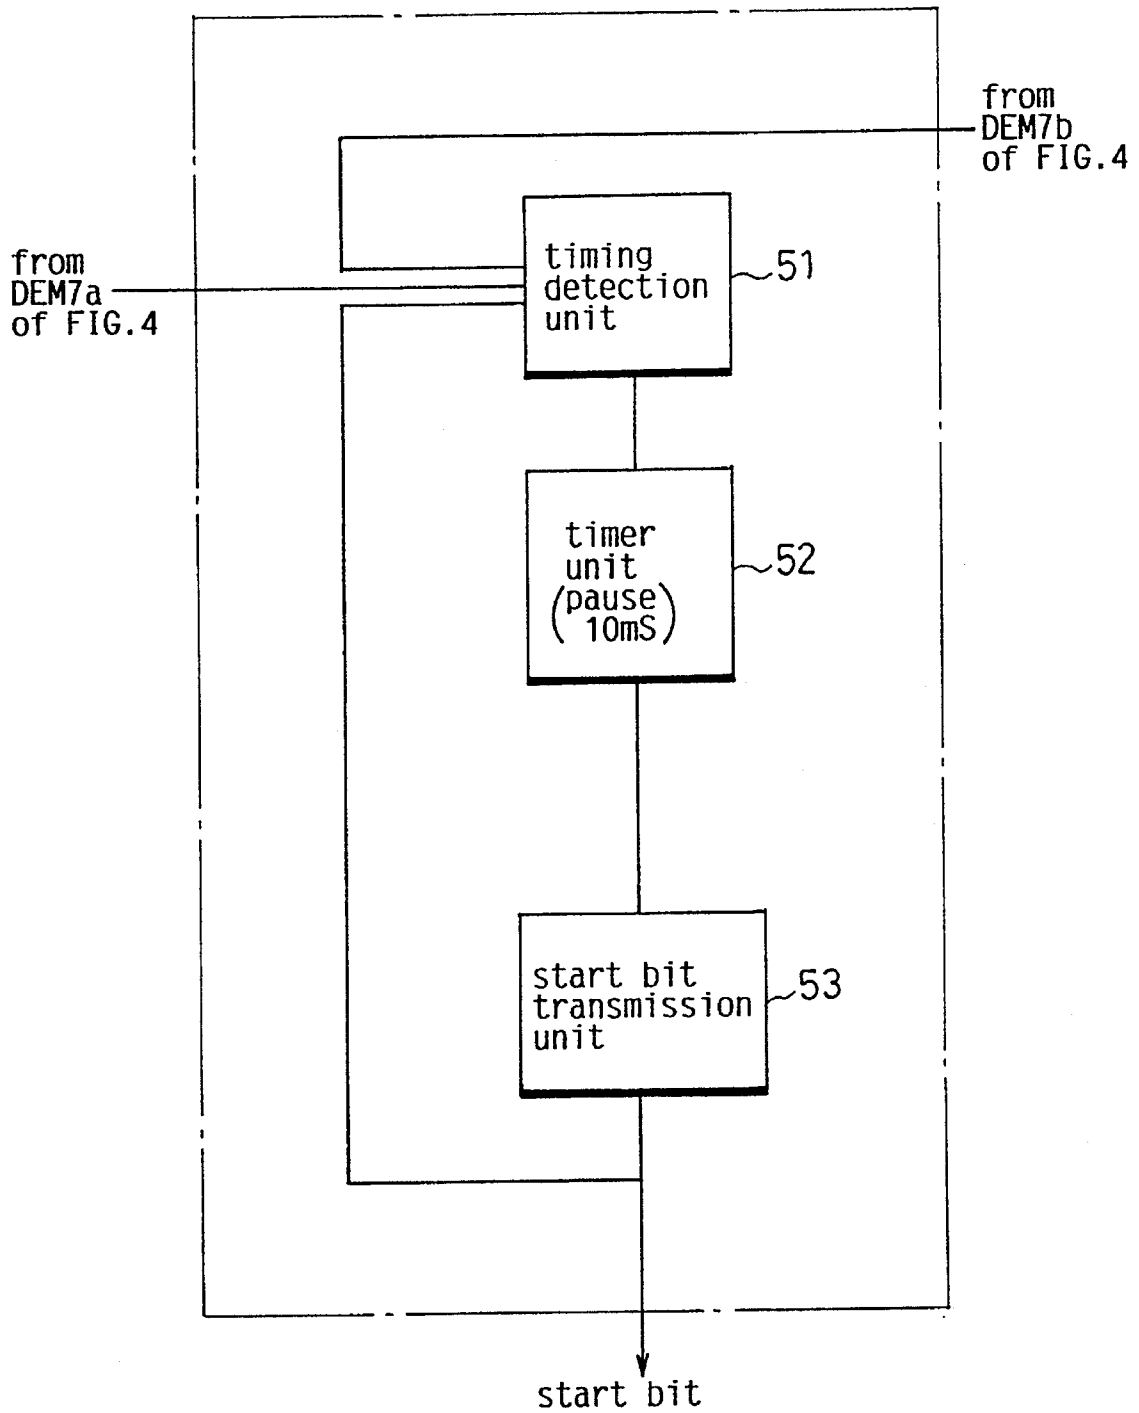 from
DEM7b
of FIG.4
from
DEM7a
of FIG.4
timing
detection
unit
51
timer
unit
(pause
10mS)
52
start bit
transmission
unit
53
start bit